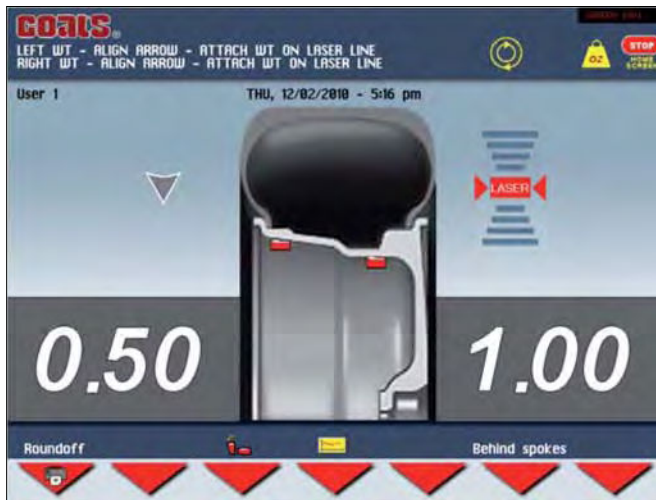 COATS®
LEFT WT - ALIGN ARROW - ATTACH WT ON LASER LINE
RIGHT WT - ALIGN ARROW - ATTACH WT ON LASER LINE
OZ
STOP
HOME
SCREEN
User 1
THU, 12/02/2010 - 5:16 pm
LASER
0.50
1.00
Roundoff
Behind spokes